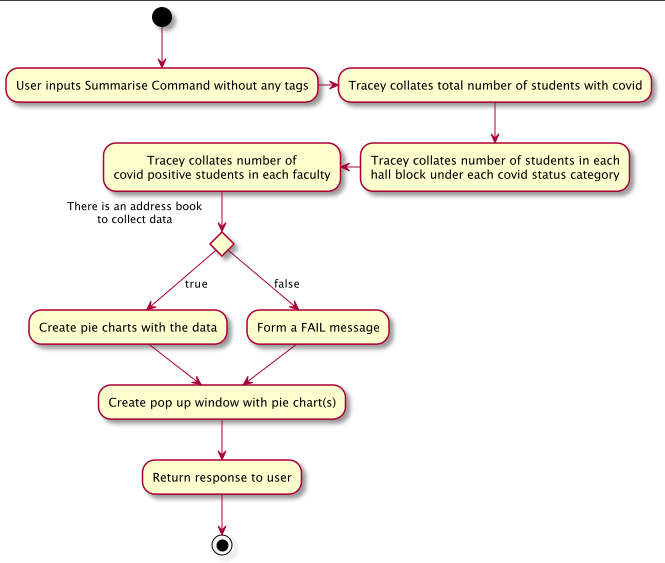 User inputs Summarise Command without any tags
Tracey collates total number of students with covid
Tracey collates number of students in each
hall block under each covid status category
Tracey collates number of
covid positive students in each faculty
There is an address book
to collect data
true
false
Create pie charts with the data
Form a FAIL message
Create pop up window with pie chart(s)
Return response to user